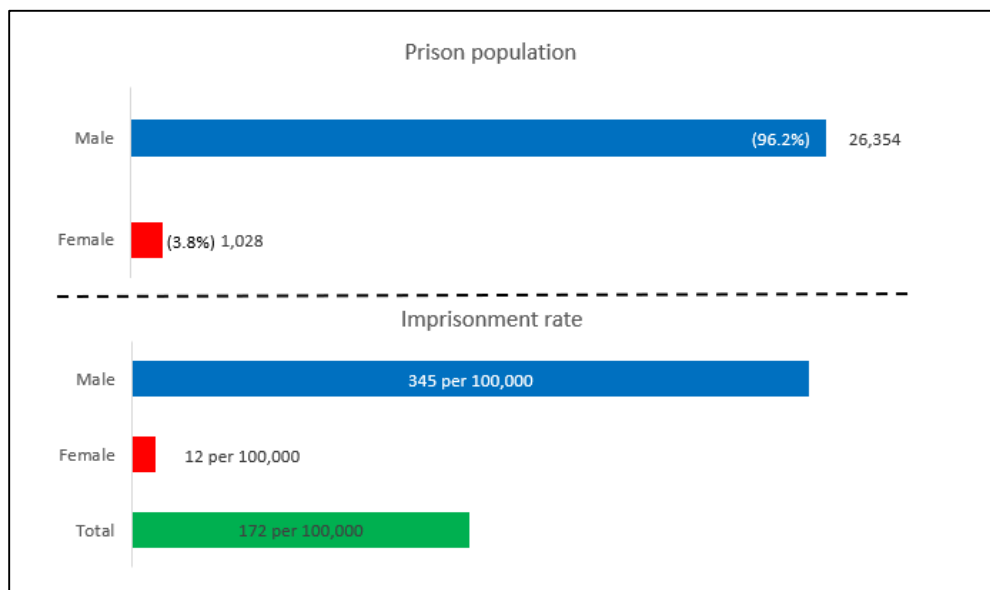 Prison population
Male (96.2%) 26,354
Female (3.8%) 1,028
Imprisonment rate
Male 345 per 100,000
Female 12 per 100,000
Total 172 per 100,000